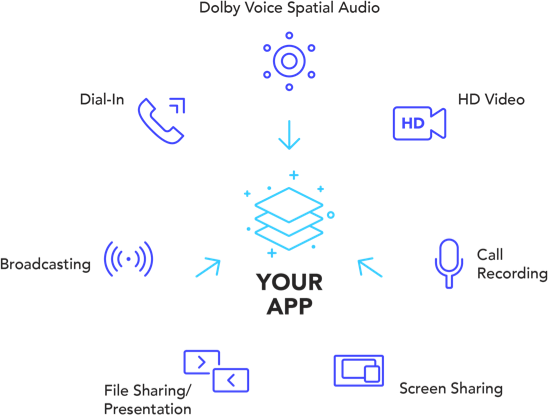 Dolby Voice Spatial Audio
Dial-In
HD Video
HD
Broadcasting
YOUR
APP
Call
Recording
File Sharing/
Presentation
Screen Sharing